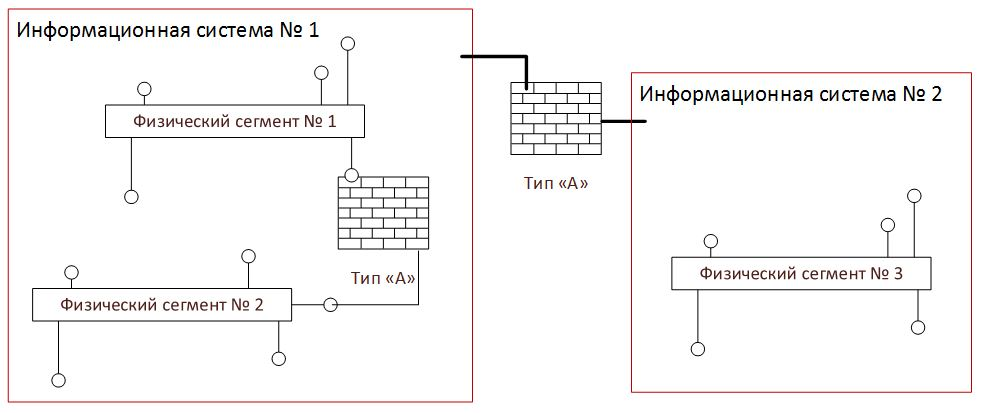 Информационная система № 1
Физический сегмент № 1
Тип «А»
Физический сегмент № 2
Тип «А»
Информационная система № 2
Физический сегмент № 3